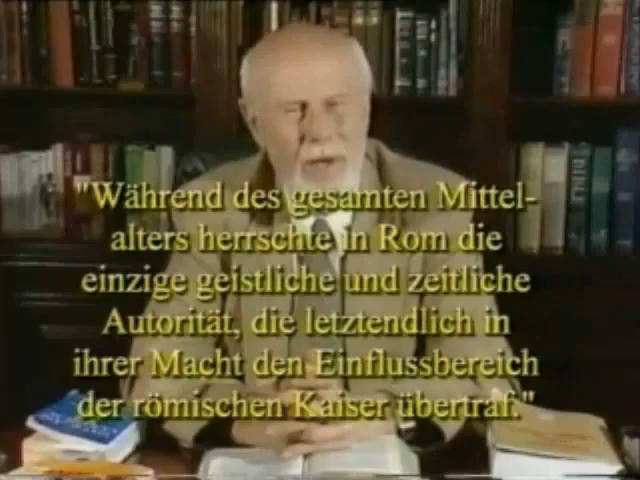 "Während des gesamten Mittel-
alters herrschte in Rom die
einzige geistliche und zeitliche
Autorität, die letztendlich in
ihrer Macht den Einflussbereich
der römischen Kaiser übertraf."
BIBLE